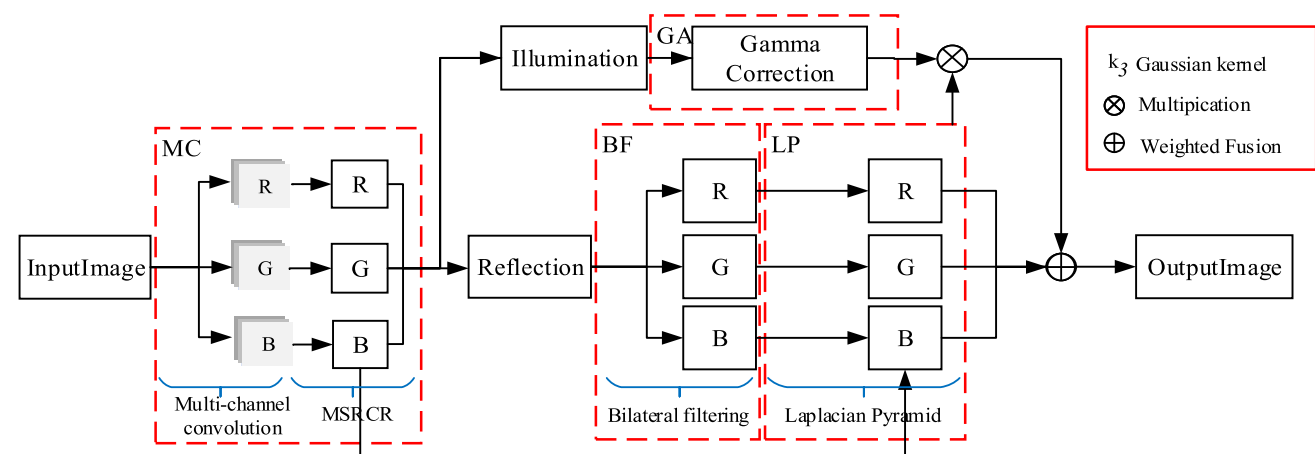 Illumination
GA
Gamma
Correction
k3 Gaussian kernel
Multipication
Weighted Fusion
MC
BF
LP
R
R
R
R
InputImage
G
G
Reflection
G
G
OutputImage
B
B
B
B
Multi-channel
convolution
MSRCR
Bilateral filtering
Laplacian Pyramid